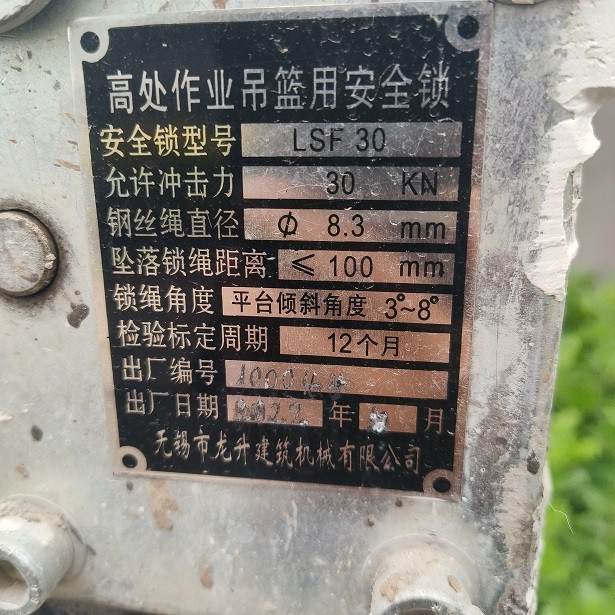 高处作业吊篮用安全锁
安全锁型号 LSF 30
允许冲击力 30 KN
钢丝绳直径 Φ 8.3 mm
坠落锁绳距离 ≤100 mm
锁绳角度 平台倾斜角度 3°~8°
检验标定周期 12个月
出厂编号
出厂日期 年 月
无锡市龙升建筑机械有限公司